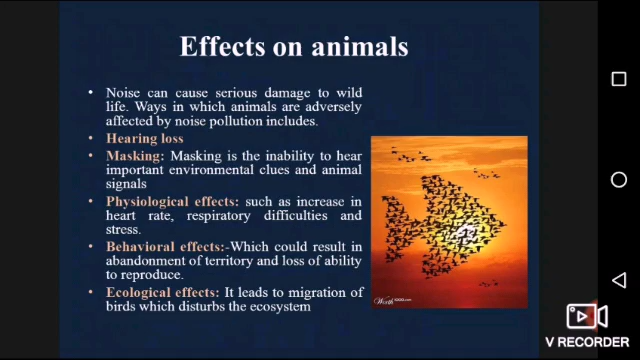 Effects on animals
• Noise can cause serious damage to wild
life. Ways in which animals are adversely
affected by noise pollution includes.
• Hearing loss
• Masking: Masking is the inability to hear
important environmental clues and animal
signals
• Physiological effects: such as increase in
heart rate, respiratory difficulties and
stress.
• Behavioral effects:-Which could result in
abandonment of territory and loss of ability
to reproduce.
• Ecological effects: It leads to migration of
birds which disturbs the ecosystem
V RECORDER